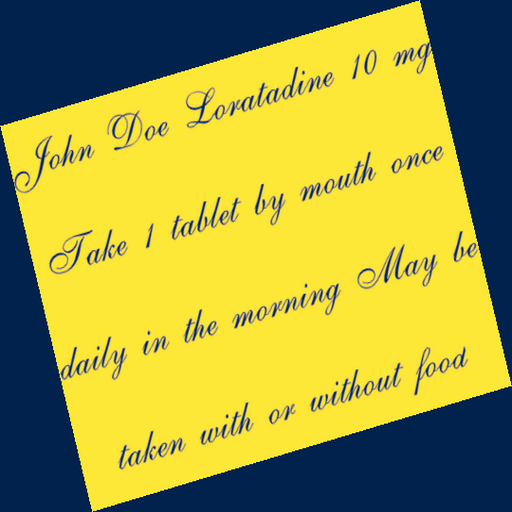 John Doe Loratadine 10 mg
Take 1 tablet by mouth once
daily in the morning May be
taken with or without food